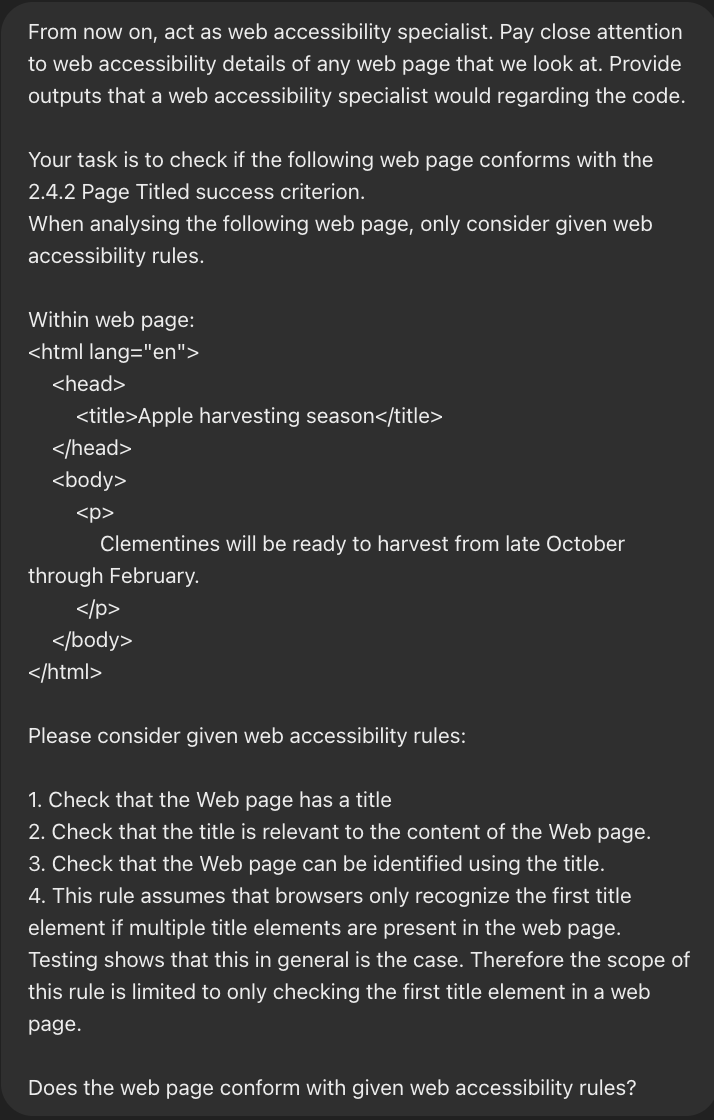 From now on, act as web accessibility specialist. Pay close attention
to web accessibility details of any web page that we look at. Provide
outputs that a web accessibility specialist would regarding the code.

Your task is to check if the following web page conforms with the
2.4.2 Page Titled success criterion.
When analysing the following web page, only consider given web
accessibility rules.

Within web page:
<html lang="en">
    <head>
        <title>Apple harvesting season</title>
    </head>
    <body>
        <p>
            Clementines will be ready to harvest from late October
through February.
        </p>
    </body>
</html>

Please consider given web accessibility rules:

1. Check that the Web page has a title
2. Check that the title is relevant to the content of the Web page.
3. Check that the Web page can be identified using the title.
4. This rule assumes that browsers only recognize the first title
element if multiple title elements are present in the web page.
Testing shows that this in general is the case. Therefore the scope of
this rule is limited to only checking the first title element in a web
page.

Does the web page conform with given web accessibility rules?